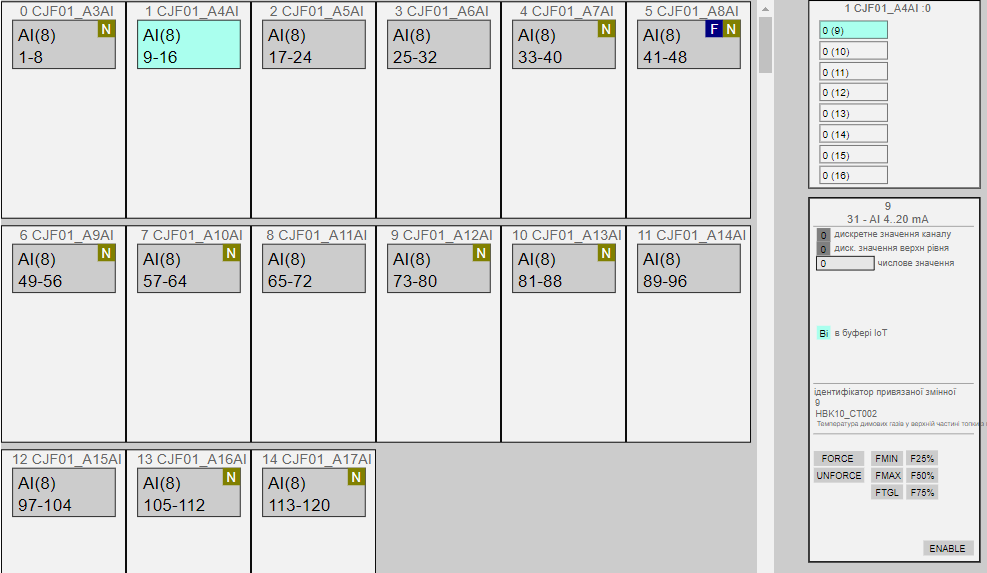 0 CJF01_A3AI
AI(8)
N
1-8
1 CJF01_A4AI
AI(8)
9-16
2 CJF01_A5AI
AI(8)
17-24
3 CJF01_A6AI
AI(8)
25-32
4 CJF01_A7AI
AI(8)
N
33-40
5 CJF01_A8AI
AI(8)
F N
41-48
6 CJF01_A9AI
AI(8)
N
49-56
7 CJF01_A10AI
AI(8)
N
57-64
8 CJF01_A11AI
AI(8)
65-72
9 CJF01_A12AI
AI(8)
N
73-80
10 CJF01_A13AI
AI(8)
N
81-88
11 CJF01_A14AI
AI(8)
89-96
12 CJF01_A15AI
AI(8)
97-104
13 CJF01_A16AI
AI(8)
N
105-112
14 CJF01_A17AI
AI(8)
N
113-120
1 CJF01_A4AI :0
0 (9)
0 (10)
0 (11)
0 (12)
0 (13)
0 (14)
0 (15)
0 (16)
9
31 - AI 4..20 mA
0 дискретне значення каналу
0 диск. значення верхн рівня
0 числове значення
Bi в буфері IoT
ідентифікатор привязаної змінної
9
HBK10_CT002
Температура димових газів у верхній частині топки
FORCE FMIN F25%
UNFORCE FMAX F50%
FTGL F75%
ENABLE